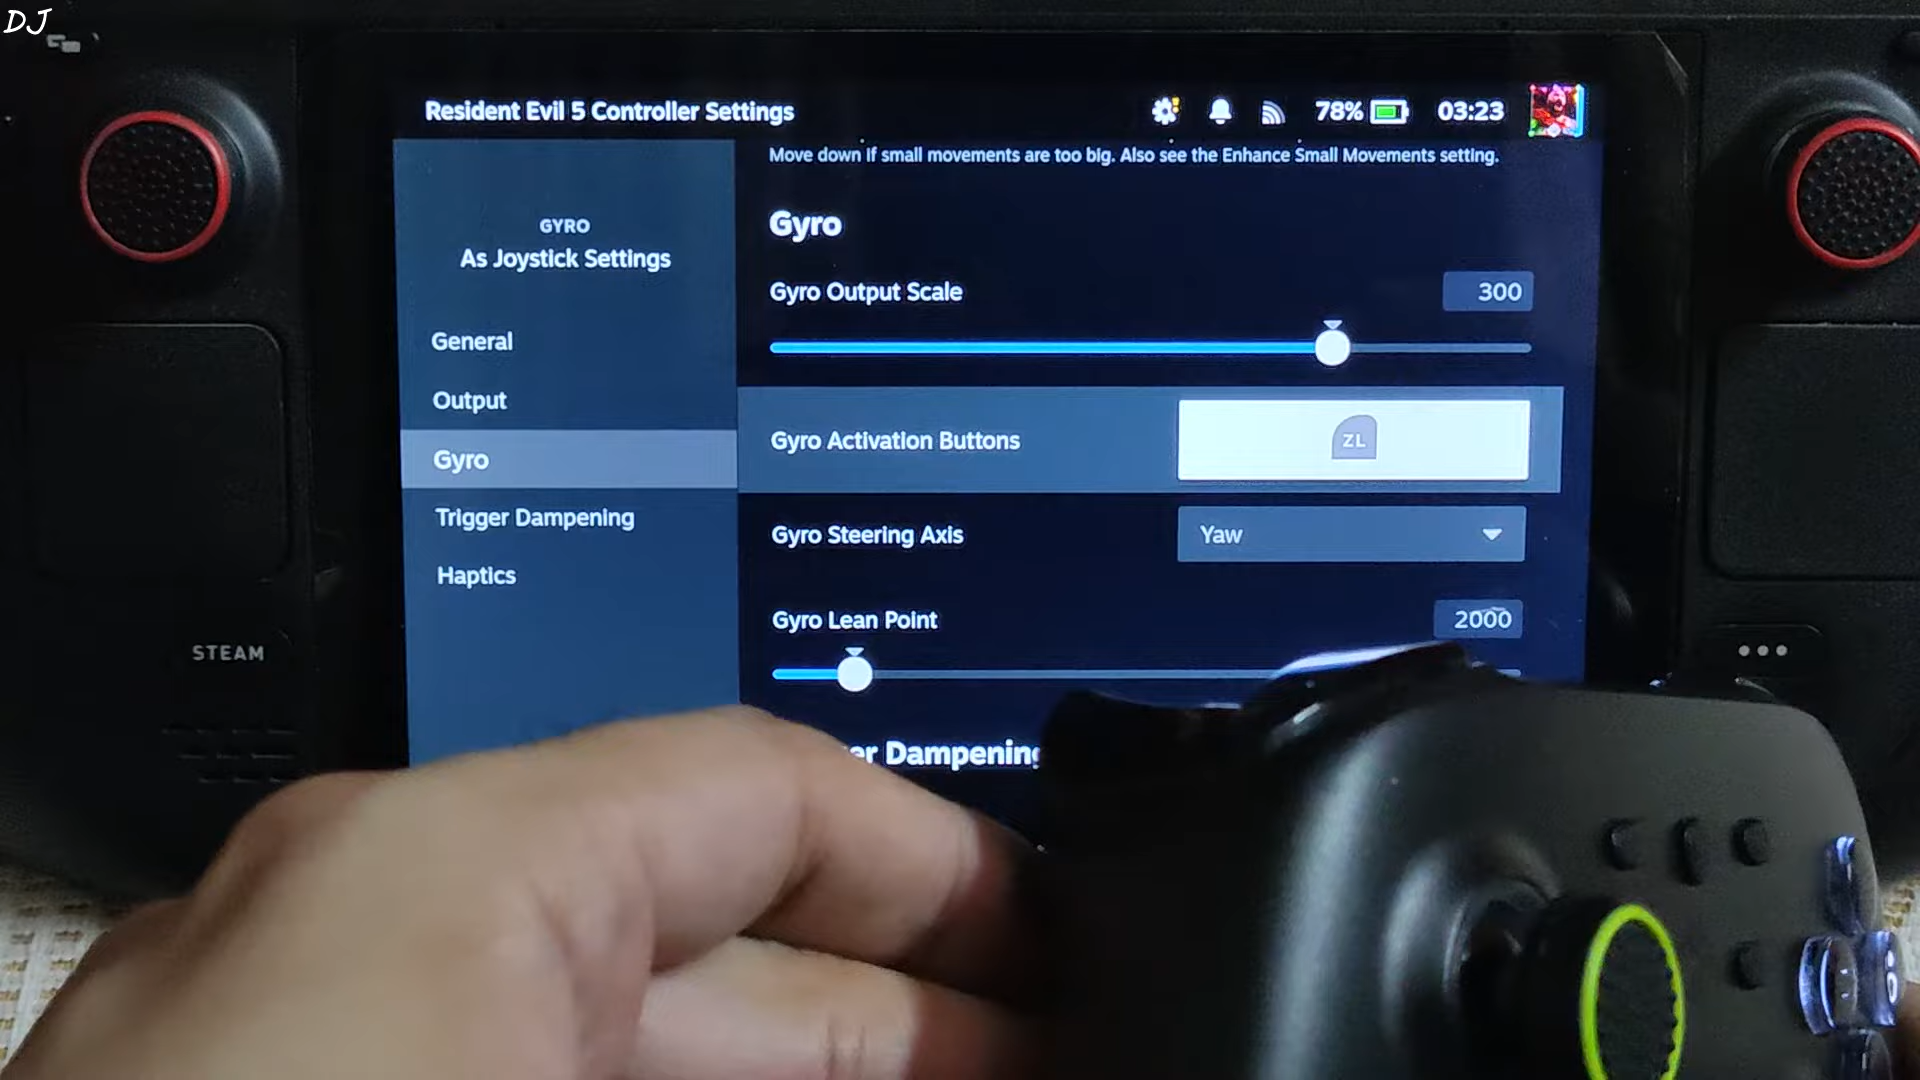 DJ
Resident Evil 5 Controller Settings
78%
03:23
Move down if small movements are too big. Also see the Enhance Small Movements setting.
GYRO
As Joystick Settings
General
Output
Gyro
Trigger Dampening
Haptics
Gyro
Gyro Output Scale
300
Gyro Activation Buttons
ZL
Gyro Steering Axis
Yaw
Gyro Lean Point
2000
er Dampening
STEAM